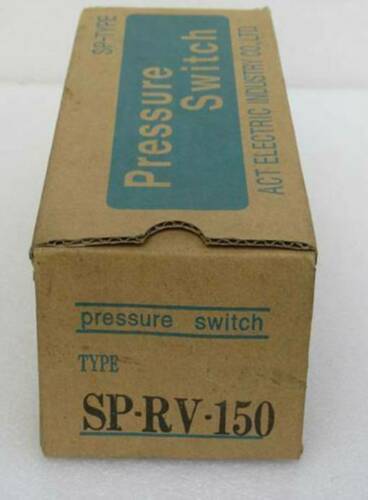 SP-TYPE
Pressure
Switch
ACT ELECTRIC INDUSTRY CO., LTD
pressure switch
TYPE
SP-RV-150